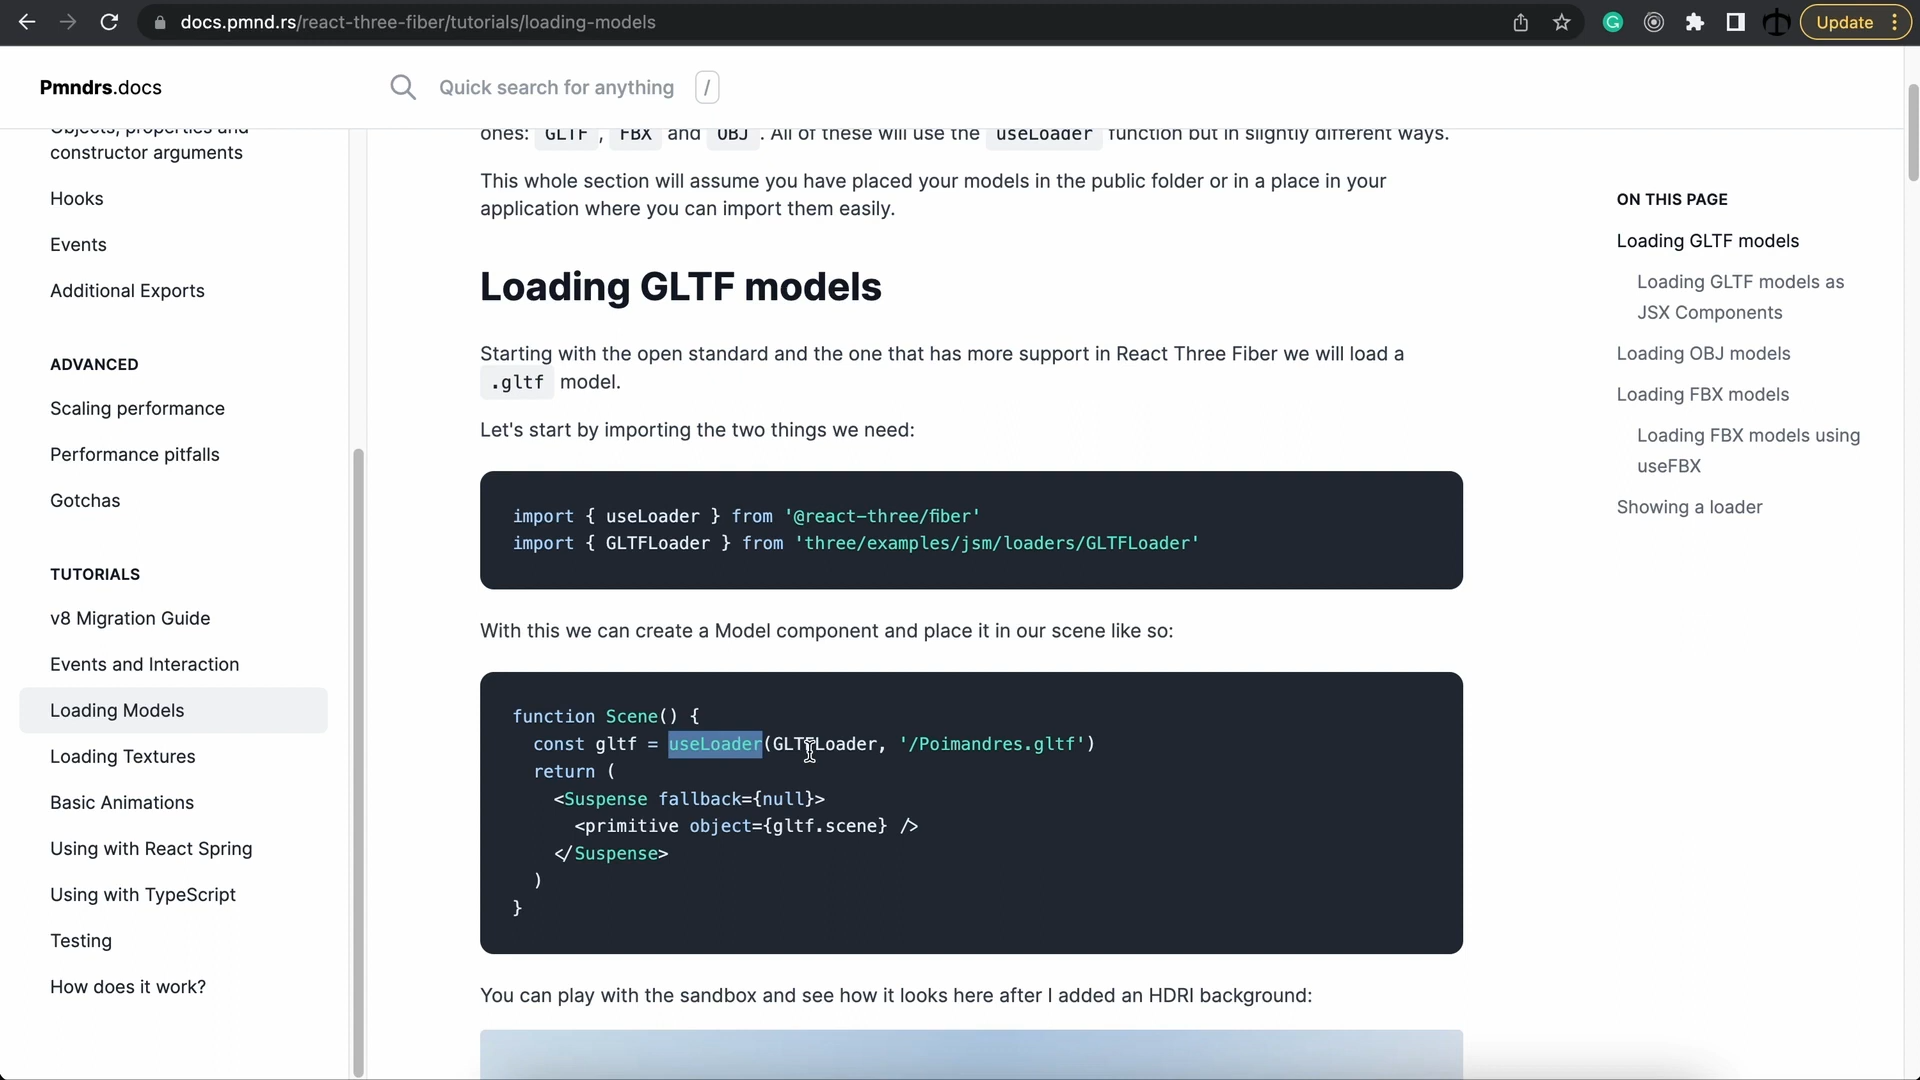 docs.pmnd.rs/react-three-fiber/tutorials/loading-models
Update
Pmndrs.docs
Quick search for anything
/
Objects, properties and
constructor arguments
Hooks
Events
Additional Exports
ADVANCED
Scaling performance
Performance pitfalls
Gotchas
TUTORIALS
v8 Migration Guide
Events and Interaction
Loading Models
Loading Textures
Basic Animations
Using with React Spring
Using with TypeScript
Testing
How does it work?
ones: GLTF , FBX and OBJ . All of these will use the useLoader function but in slightly different ways.
This whole section will assume you have placed your models in the public folder or in a place in your
application where you can import them easily.
Loading GLTF models
Starting with the open standard and the one that has more support in React Three Fiber we will load a
.gltf model.
Let's start by importing the two things we need:
import { useLoader } from '@react-three/fiber'
import { GLTFLoader } from 'three/examples/jsm/loaders/GLTFLoader'
With this we can create a Model component and place it in our scene like so:
function Scene() {
const gltf = useLoader(GLTFLoader, '/Poimandres.gltf')
return (
<Suspense fallback={null}>
<primitive object={gltf.scene} />
</Suspense>
)
}
You can play with the sandbox and see how it looks here after I added an HDRI background:
ON THIS PAGE
Loading GLTF models
Loading GLTF models as
JSX Components
Loading OBJ models
Loading FBX models
Loading FBX models using
useFBX
Showing a loader